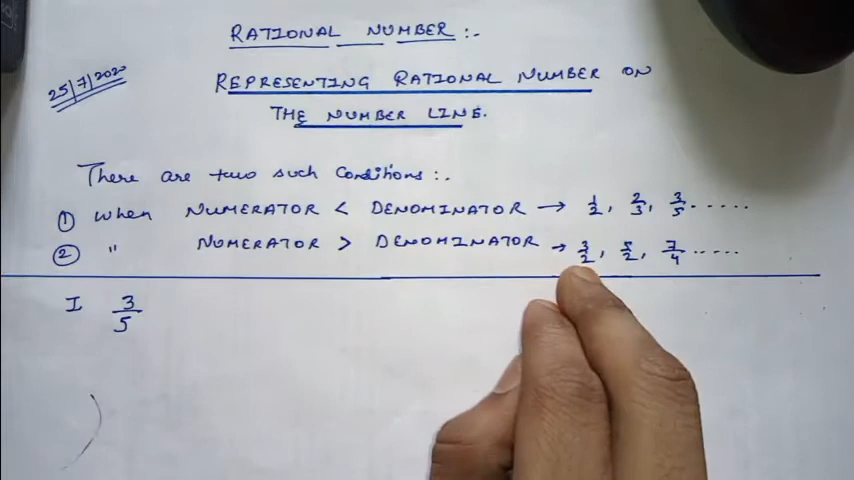 RATIONAL NUMBER :-
25/7/2020
REPRESENTING RATIONAL NUMBER ON
THE NUMBER LINE.
There are two such Conditions :-
① When NUMERATOR < DENOMINATOR → 1/2, 2/3, 3/5 ......
② " NUMERATOR > DENOMINATOR → 3/2, 5/2, 7/4 .....
I 3/5